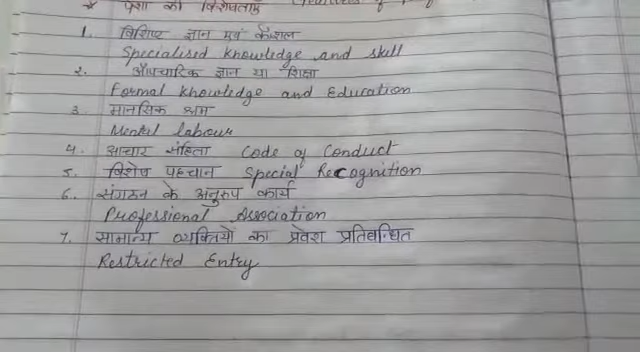 * पेशा की विशेषताएं
1. विशिष्ट ज्ञान एवं कौशल
Specialised knowledge and skill
२. औपचारिक ज्ञान या शिक्षा
Formal knowledge and Education
3. मानसिक श्रम
Mental labour
4. आचार संहिता Code of Conduct
5. विशेष पहचान Special Recognition
6. संगठन के अनुरुप कार्य
Professional Association
7. सामान्य व्यक्तियों का प्रवेश प्रतिबन्धित
Restricted Entry